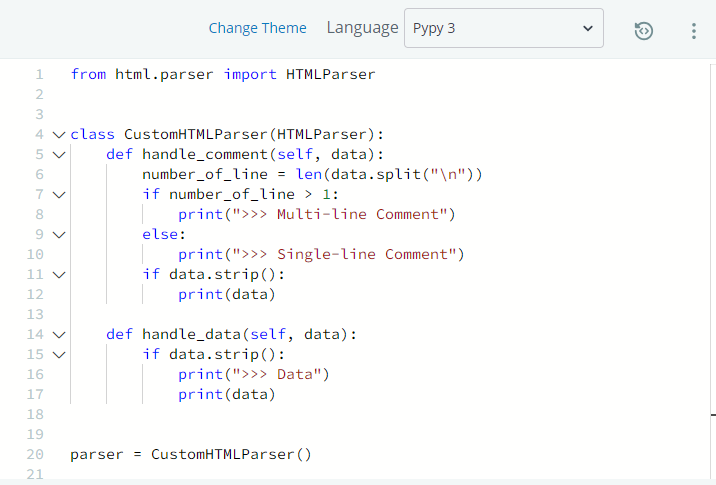 Change Theme Language Pypy 3
1 from html.parser import HTMLParser
2
3
4 class CustomHTMLParser(HTMLParser):
5     def handle_comment(self, data):
6         number_of_line = len(data.split("\n"))
7         if number_of_line > 1:
8             print(">>> Multi-line Comment")
9         else:
10             print(">>> Single-line Comment")
11         if data.strip():
12             print(data)
13
14     def handle_data(self, data):
15         if data.strip():
16             print(">>> Data")
17             print(data)
18
19
20 parser = CustomHTMLParser()
21